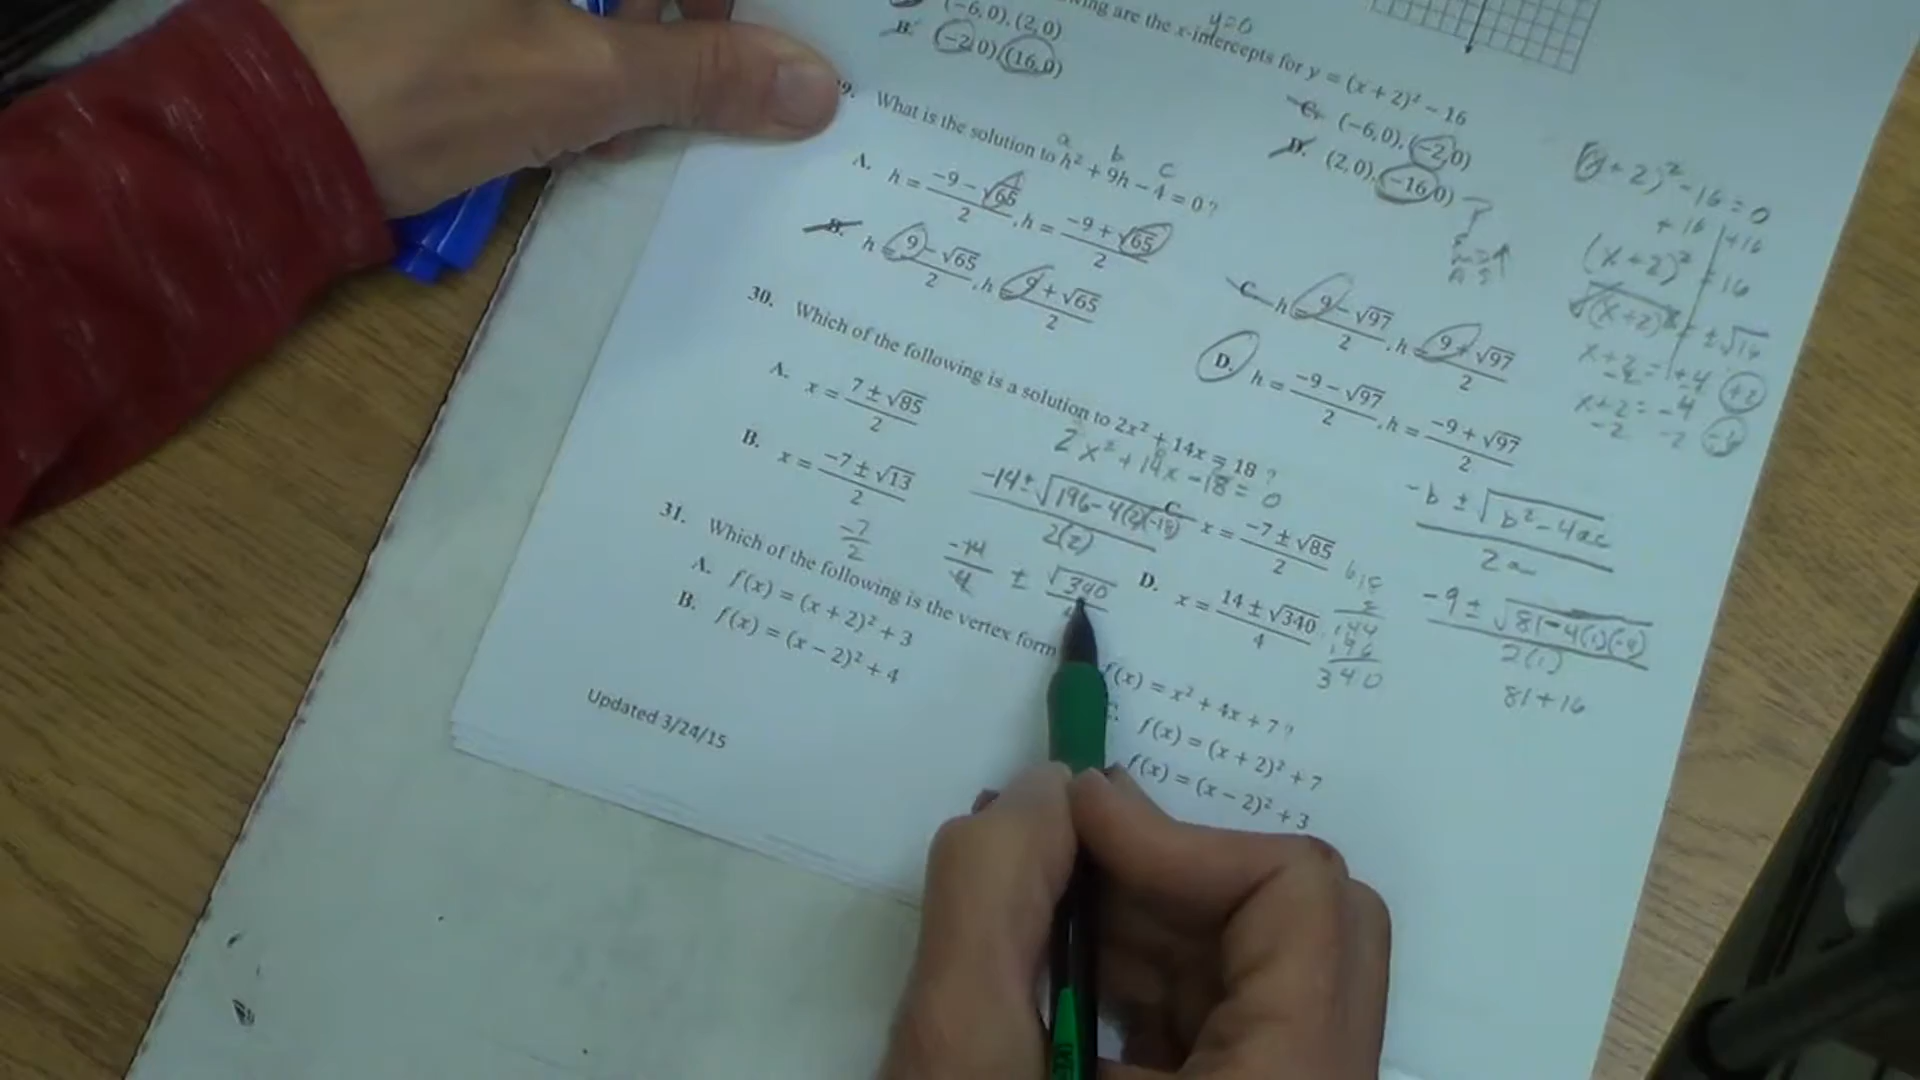 (-6, 0), (2, 0)
B. (-2, 0) (16, 0)
are the x-intercepts for y = (x + 2)² - 16
y=0
C. (-6, 0), (-2, 0)
D. (2, 0), (-16, 0)
9. What is the solution to h² + 9h - 4 = 0?
a b c
A. h = (-9 - √65)/2, h = (-9 + √65)/2
B. h = (9 - √65)/2, h = (9 + √65)/2
C. h = (9 - √97)/2, h = (9 + √97)/2
D. h = (-9 - √97)/2, h = (-9 + √97)/2
30. Which of the following is a solution to 2x² + 14x = 18?
2x² + 14x - 18 = 0
A. x = (7 ± √85)/2
B. x = (-7 ± √13)/2
C. x = (-7 ± √85)/2
D. x = (14 ± √340)/4
-14 ± √196 - 4(2)(-18)
2(2)
-7/2
-14/4 ± √340
144
196
340
31. Which of the following is the vertex form f(x) = x² + 4x + 7?
A. f(x) = (x + 2)² + 3
B. f(x) = (x - 2)² + 4
f(x) = (x + 2)² + 7
f(x) = (x - 2)² + 3
Updated 3/24/15
+ 2)² - 16 = 0
+16 +16
(x + 2)² = 16
√(x+2)² = ±√16
x + 2 = +4
x + 2 = -4
-2 -2
-b ± √b² - 4ac
2a
-9 ± √81 - 4(1)(-4)
2(1)
81 + 16